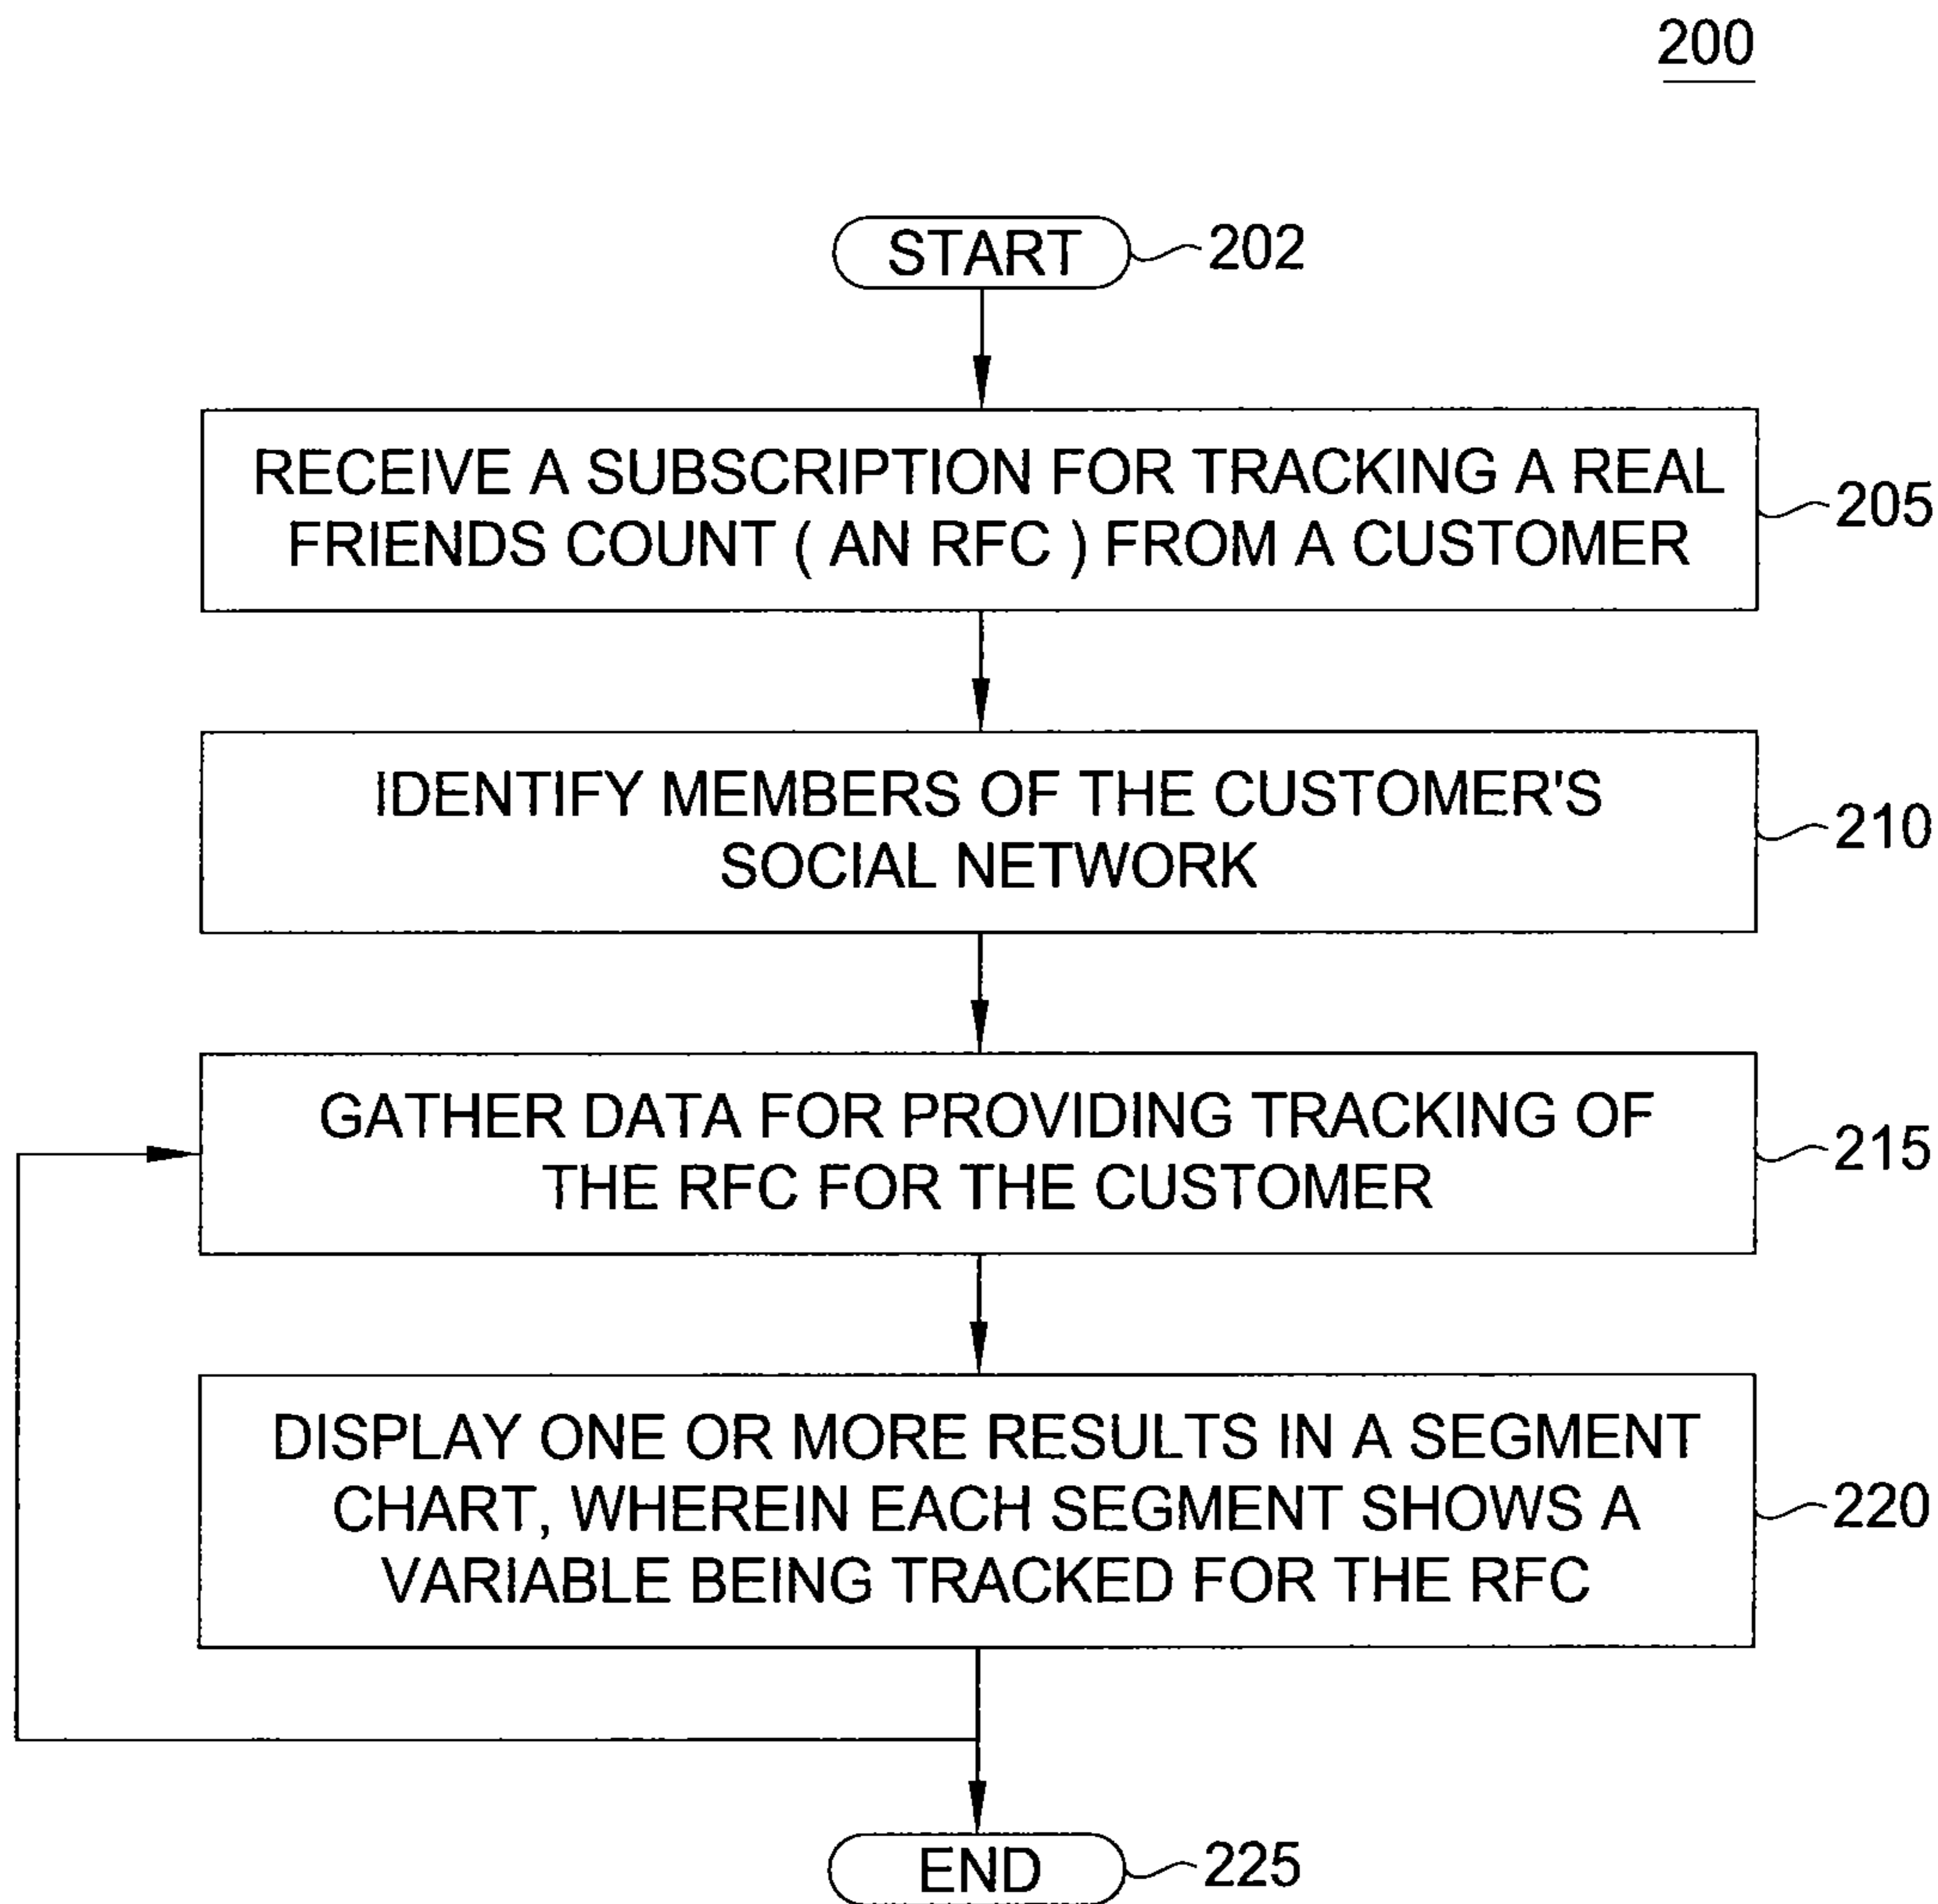 200
START
202
RECEIVE A SUBSCRIPTION FOR TRACKING A REAL
FRIENDS COUNT ( AN RFC ) FROM A CUSTOMER
205
IDENTIFY MEMBERS OF THE CUSTOMER'S
SOCIAL NETWORK
210
GATHER DATA FOR PROVIDING TRACKING OF
THE RFC FOR THE CUSTOMER
215
DISPLAY ONE OR MORE RESULTS IN A SEGMENT
CHART, WHEREIN EACH SEGMENT SHOWS A
VARIABLE BEING TRACKED FOR THE RFC
220
END
225